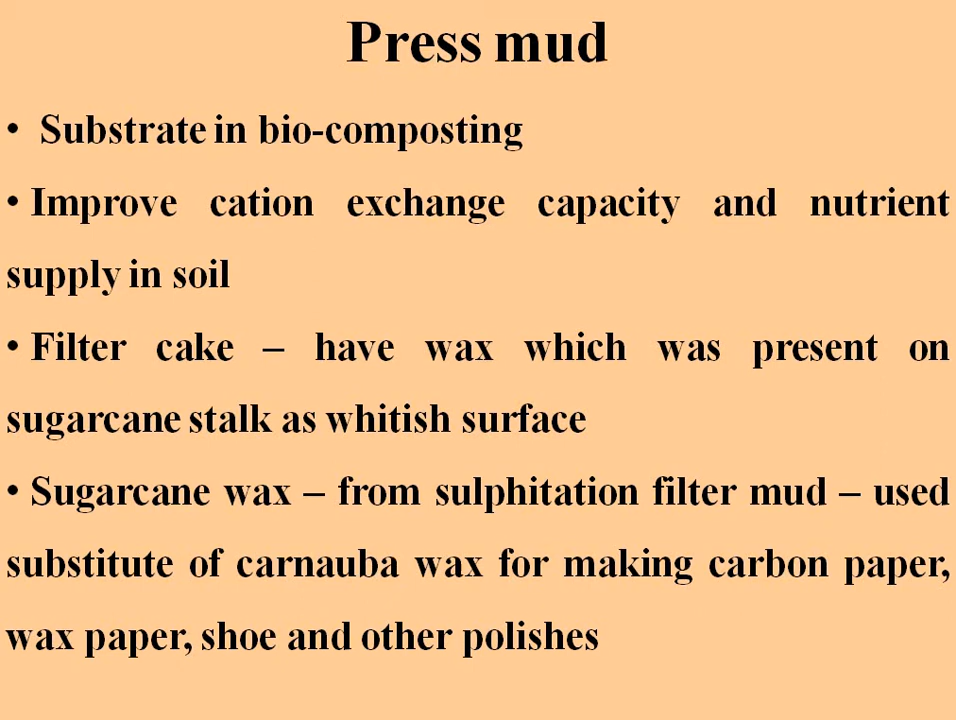 Press mud
• Substrate in bio-composting
• Improve cation exchange capacity and nutrient
supply in soil
• Filter cake – have wax which was present on
sugarcane stalk as whitish surface
• Sugarcane wax – from sulphitation filter mud – used
substitute of carnauba wax for making carbon paper,
wax paper, shoe and other polishes